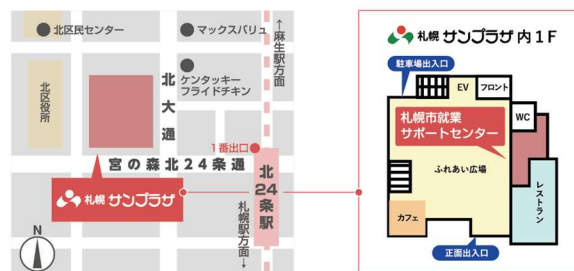 北区民センター
マックスバリュ
↑麻生駅方面
北区役所
北大通
ケンタッキー
フライドチキン
1番出口
宮の森北24条通
北24条駅
札幌 サンプラザ
札幌駅方面↓
N
札幌 サンプラザ 内1F
駐車場出入口
EV
フロント
WC
札幌市就業
サポートセンター
ふれあい広場
レストラン
カフェ
正面出入口